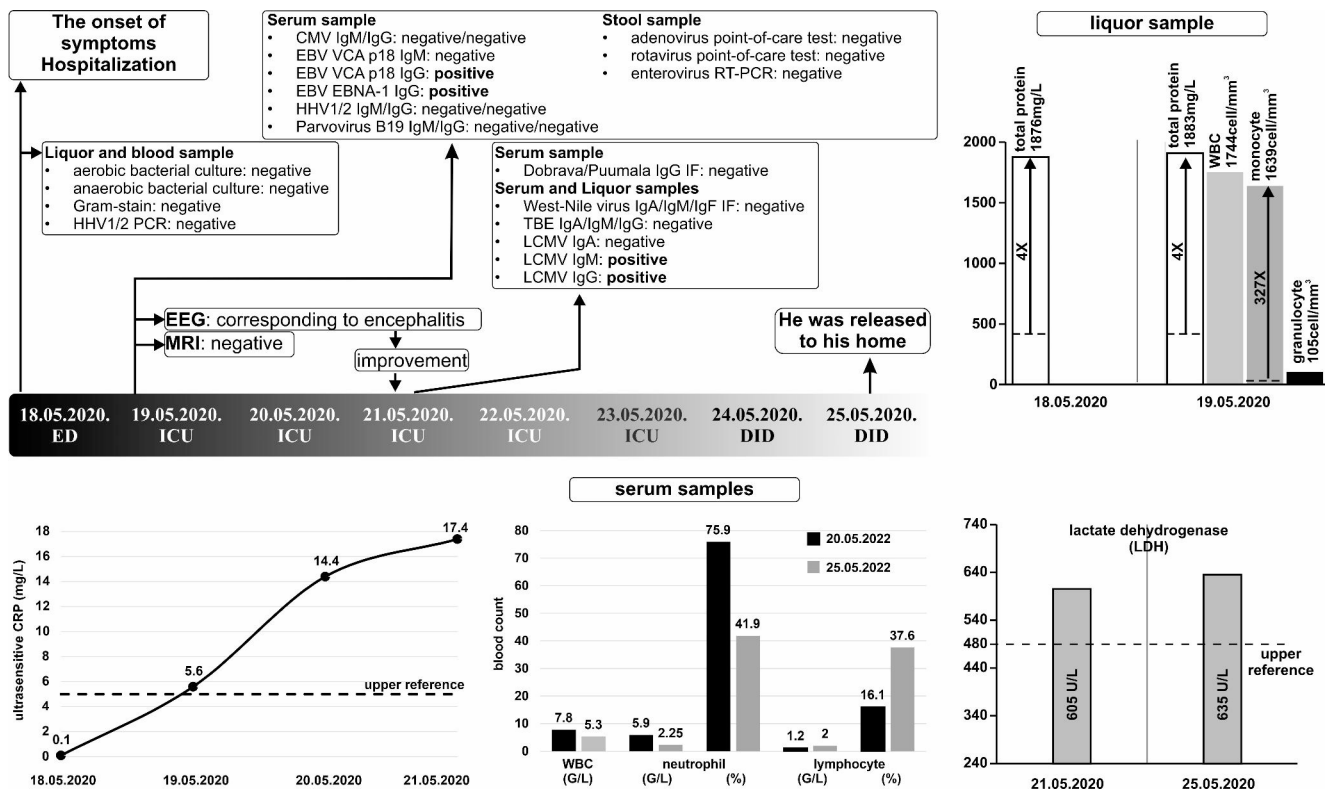 The onset of
symptoms
Hospitalization
Serum sample
• CMV IgM/IgG: negative/negative
• EBV VCA p18 IgM: negative
• EBV VCA p18 IgG: positive
• EBV EBNA-1 IgG: positive
• HHV1/2 IgM/IgG: negative/negative
• Parvovirus B19 IgM/IgG: negative/negative
Stool sample
• adenovirus point-of-care test: negative
• rotavirus point-of-care test: negative
• enterovirus RT-PCR: negative
Liquor and blood sample
• aerobic bacterial culture: negative
• anaerobic bacterial culture: negative
• Gram-stain: negative
• HHV1/2 PCR: negative
Serum sample
• Dobrava/Puumala IgG IF: negative
Serum and Liquor samples
• West-Nile virus IgA/IgM/IgF IF: negative
• TBE IgA/IgM/IgG: negative
• LCMV IgA: negative
• LCMV IgM: positive
• LCMV IgG: positive
EEG: corresponding to encephalitis
MRI: negative
improvement
He was released
to his home
18.05.2020. ED
19.05.2020. ICU
20.05.2020. ICU
21.05.2020. ICU
22.05.2020. ICU
23.05.2020. ICU
24.05.2020. DID
25.05.2020. DID
liquor sample
2000
1500
1000
500
0
total protein
1876mg/L
4X
total protein
1883mg/L
4X
WBC
1744cell/mm³
monocyte
1639cell/mm³
327X
granulocyte
105cell/mm³
18.05.2020
19.05.2020
serum samples
ultrasensitive CRP (mg/L)
18
16
14
12
10
8
6
4
2
0
0.1
5.6
14.4
17.4
upper reference
18.05.2020
19.05.2020
20.05.2020
21.05.2020
blood count
80
70
60
50
40
30
20
10
0
20.05.2022
25.05.2022
7.8
5.3
5.9
2.25
75.9
41.9
1.2
2
16.1
37.6
WBC
neutrophil
lymphocyte
(G/L)
(G/L)
(%)
(G/L)
(%)
lactate dehydrogenase
(LDH)
740
640
540
480
440
340
240
upper
reference
605 U/L
635 U/L
21.05.2020
25.05.2020